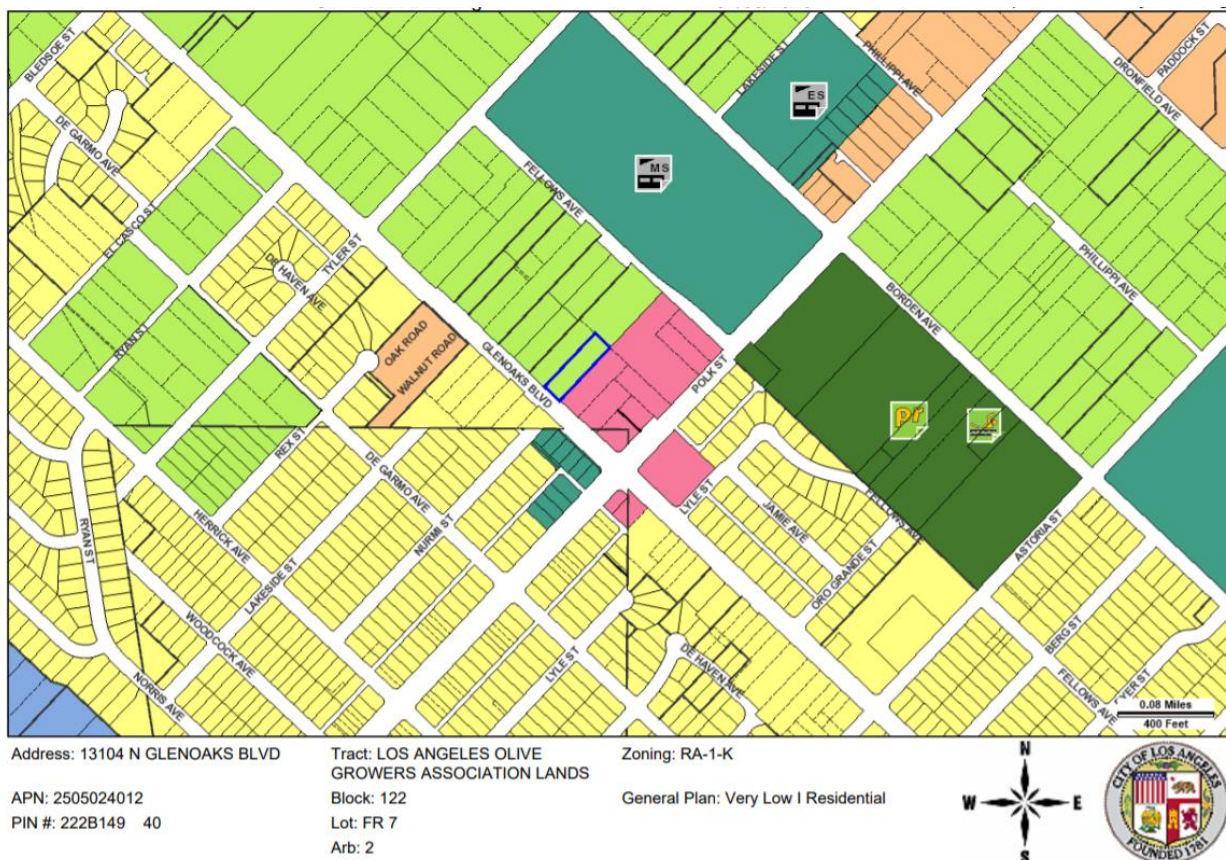 BLEDSOE ST
DE GARMO AVE
EL CASCO ST
RYAN ST
DE HAVEN AVE
TYLER ST
FELLOWS AVE
LAKESIDE ST
ES
PHILLIPPI AVE
PADDOCK ST
DRONFIELD AVE
MS
OAK ROAD
WALNUT ROAD
GLENOAKS BLVD
POLK ST
BORDEN AVE
PHILLIPPI AVE
REX ST
DE GARMO AVE
pr
RYAN ST
HERRICK AVE
LAKESIDE ST
NURMI ST
LYLE ST
JAMIE AVE
FELLOWS AVE
ORO GRANDE ST
ASTORIA ST
WOODCOCK AVE
NORRIS AVE
LYLE ST
DE HAVEN AVE
BERG ST
FELLOWS AVE
YER ST
0.08 Miles
400 Feet
Address: 13104 N GLENOAKS BLVD
APN: 2505024012
PIN #: 222B149 40
Tract: LOS ANGELES OLIVE
GROWERS ASSOCIATION LANDS
Block: 122
Lot: FR 7
Arb: 2
Zoning: RA-1-K
General Plan: Very Low I Residential
N
W
E
S
CITY OF LOS ANGELES
FOUNDED 1781